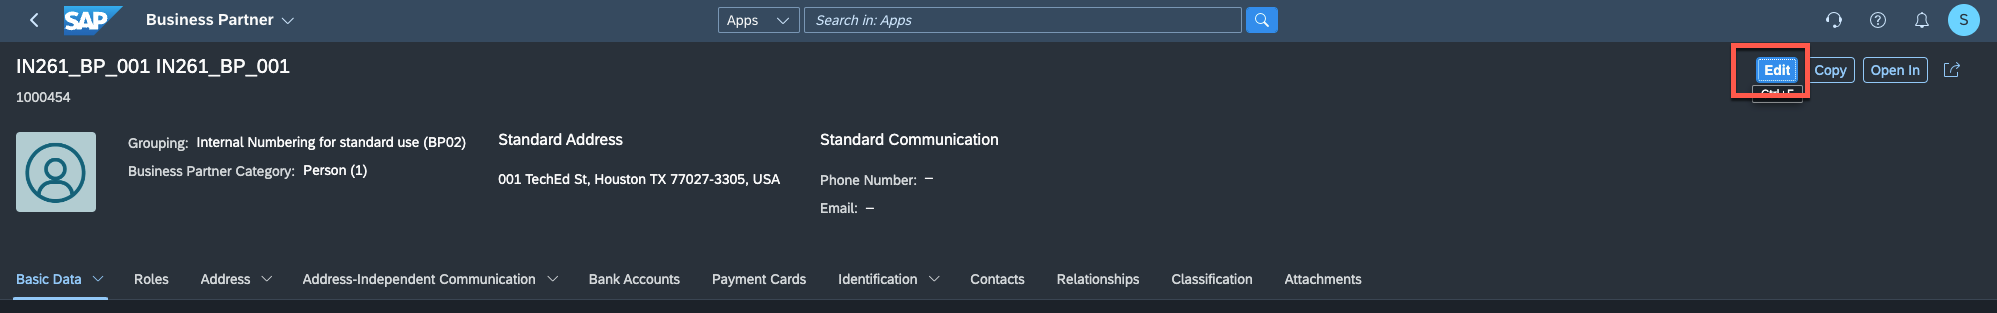 SAP Business Partner Apps Search in: Apps S
IN261_BP_001 IN261_BP_001 Edit Copy Open In
1000454 Ctrl+E
Grouping: Internal Numbering for standard use (BP02)
Business Partner Category: Person (1)
Standard Address
001 TechEd St, Houston TX 77027-3305, USA
Standard Communication
Phone Number: –
Email: –
Basic Data Roles Address Address-Independent Communication Bank Accounts Payment Cards Identification Contacts Relationships Classification Attachments